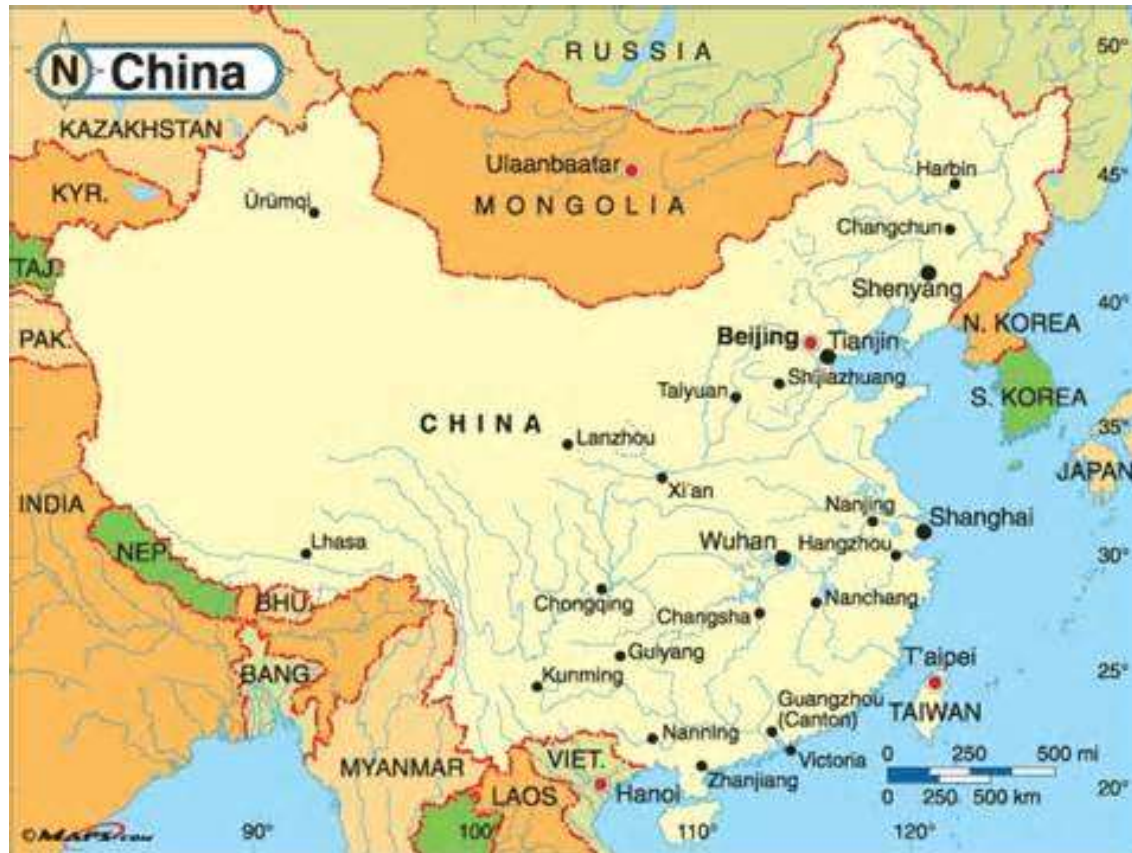 N China
RUSSIA
50°
KAZAKHSTAN
Ulaanbaatar
Harbin
45°
KYR.
Ürümqi
MONGOLIA
Changchun
TAJ.
Shenyang
40°
PAK.
Beijing
Tianjin
N. KOREA
Taiyuan
Shijiazhuang
S. KOREA
CHINA
Lanzhou
35°
JAPAN
INDIA
Xi'an
Nanjing
Shanghai
NEP.
Lhasa
Wuhan
Hangzhou
30°
BHU.
Chongqing
Changsha
Nanchang
BANG.
Guiyang
T'aipei
25°
Kunming
Guangzhou
(Canton)
TAIWAN
MYANMAR
VIET.
Nanning
Victoria
0 250 500 mi
LAOS
Hanoi
Zhanjiang
0 250 500 km
20°
©MAPS.COM
90°
100°
110°
120°